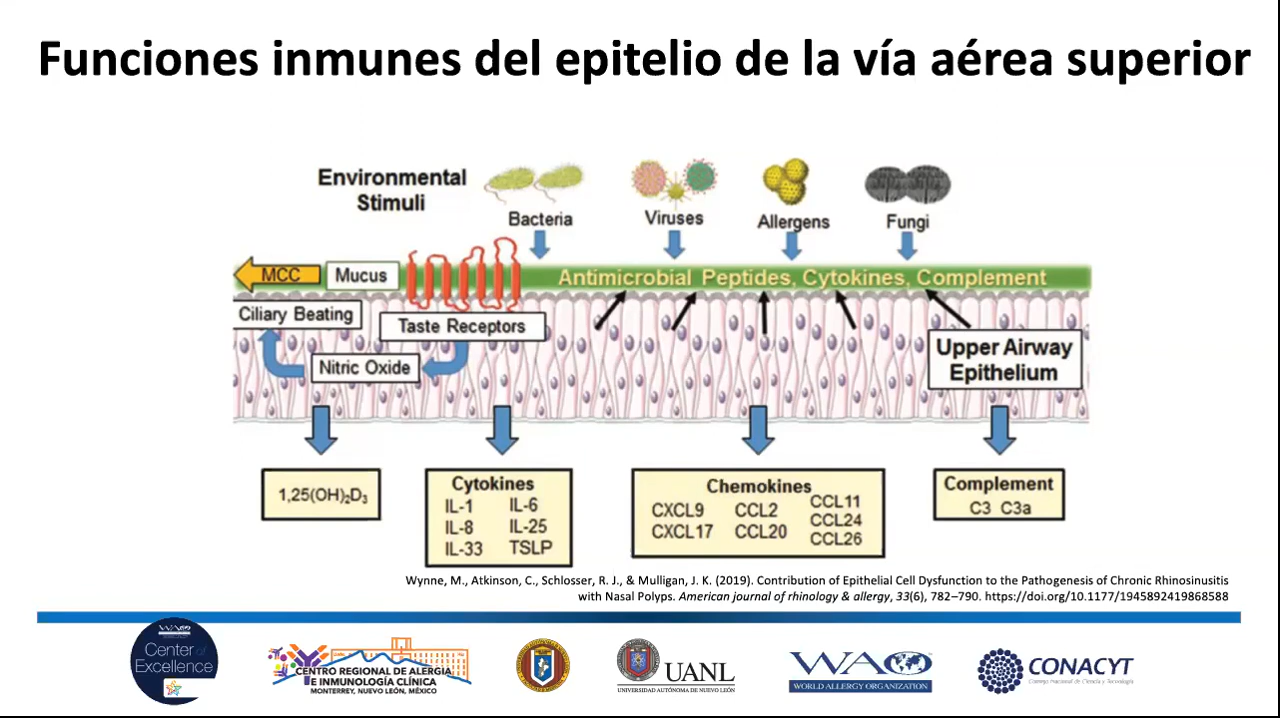 Funciones inmunes del epitelio de la vía aérea superior
Environmental
Stimuli
Bacteria
Viruses
Allergens
Fungi
MCC
Mucus
Antimicrobial Peptides, Cytokines, Complement
Ciliary Beating
Taste Receptors
Nitric Oxide
Upper Airway
Epithelium
1,25(OH)₂D₃
Cytokines
IL-1 IL-6
IL-8 IL-25
IL-33 TSLP
Chemokines
CXCL9 CCL2 CCL11
CXCL17 CCL20 CCL24
CCL26
Complement
C3 C3a
Wynne, M., Atkinson, C., Schlosser, R. J., & Mulligan, J. K. (2019). Contribution of Epithelial Cell Dysfunction to the Pathogenesis of Chronic Rhinosinusitis
with Nasal Polyps. American journal of rhinology & allergy, 33(6), 782–790. https://doi.org/10.1177/1945892419868588
WAO
Center of
Excellence
CENTRO REGIONAL DE ALERGIA
E INMUNOLOGÍA CLÍNICA
MONTERREY, NUEVO LEÓN, MÉXICO
UANL
UNIVERSIDAD AUTÓNOMA DE NUEVO LEÓN
WAO
WORLD ALLERGY ORGANIZATION
CONACYT
Consejo Nacional de Ciencia y Tecnología